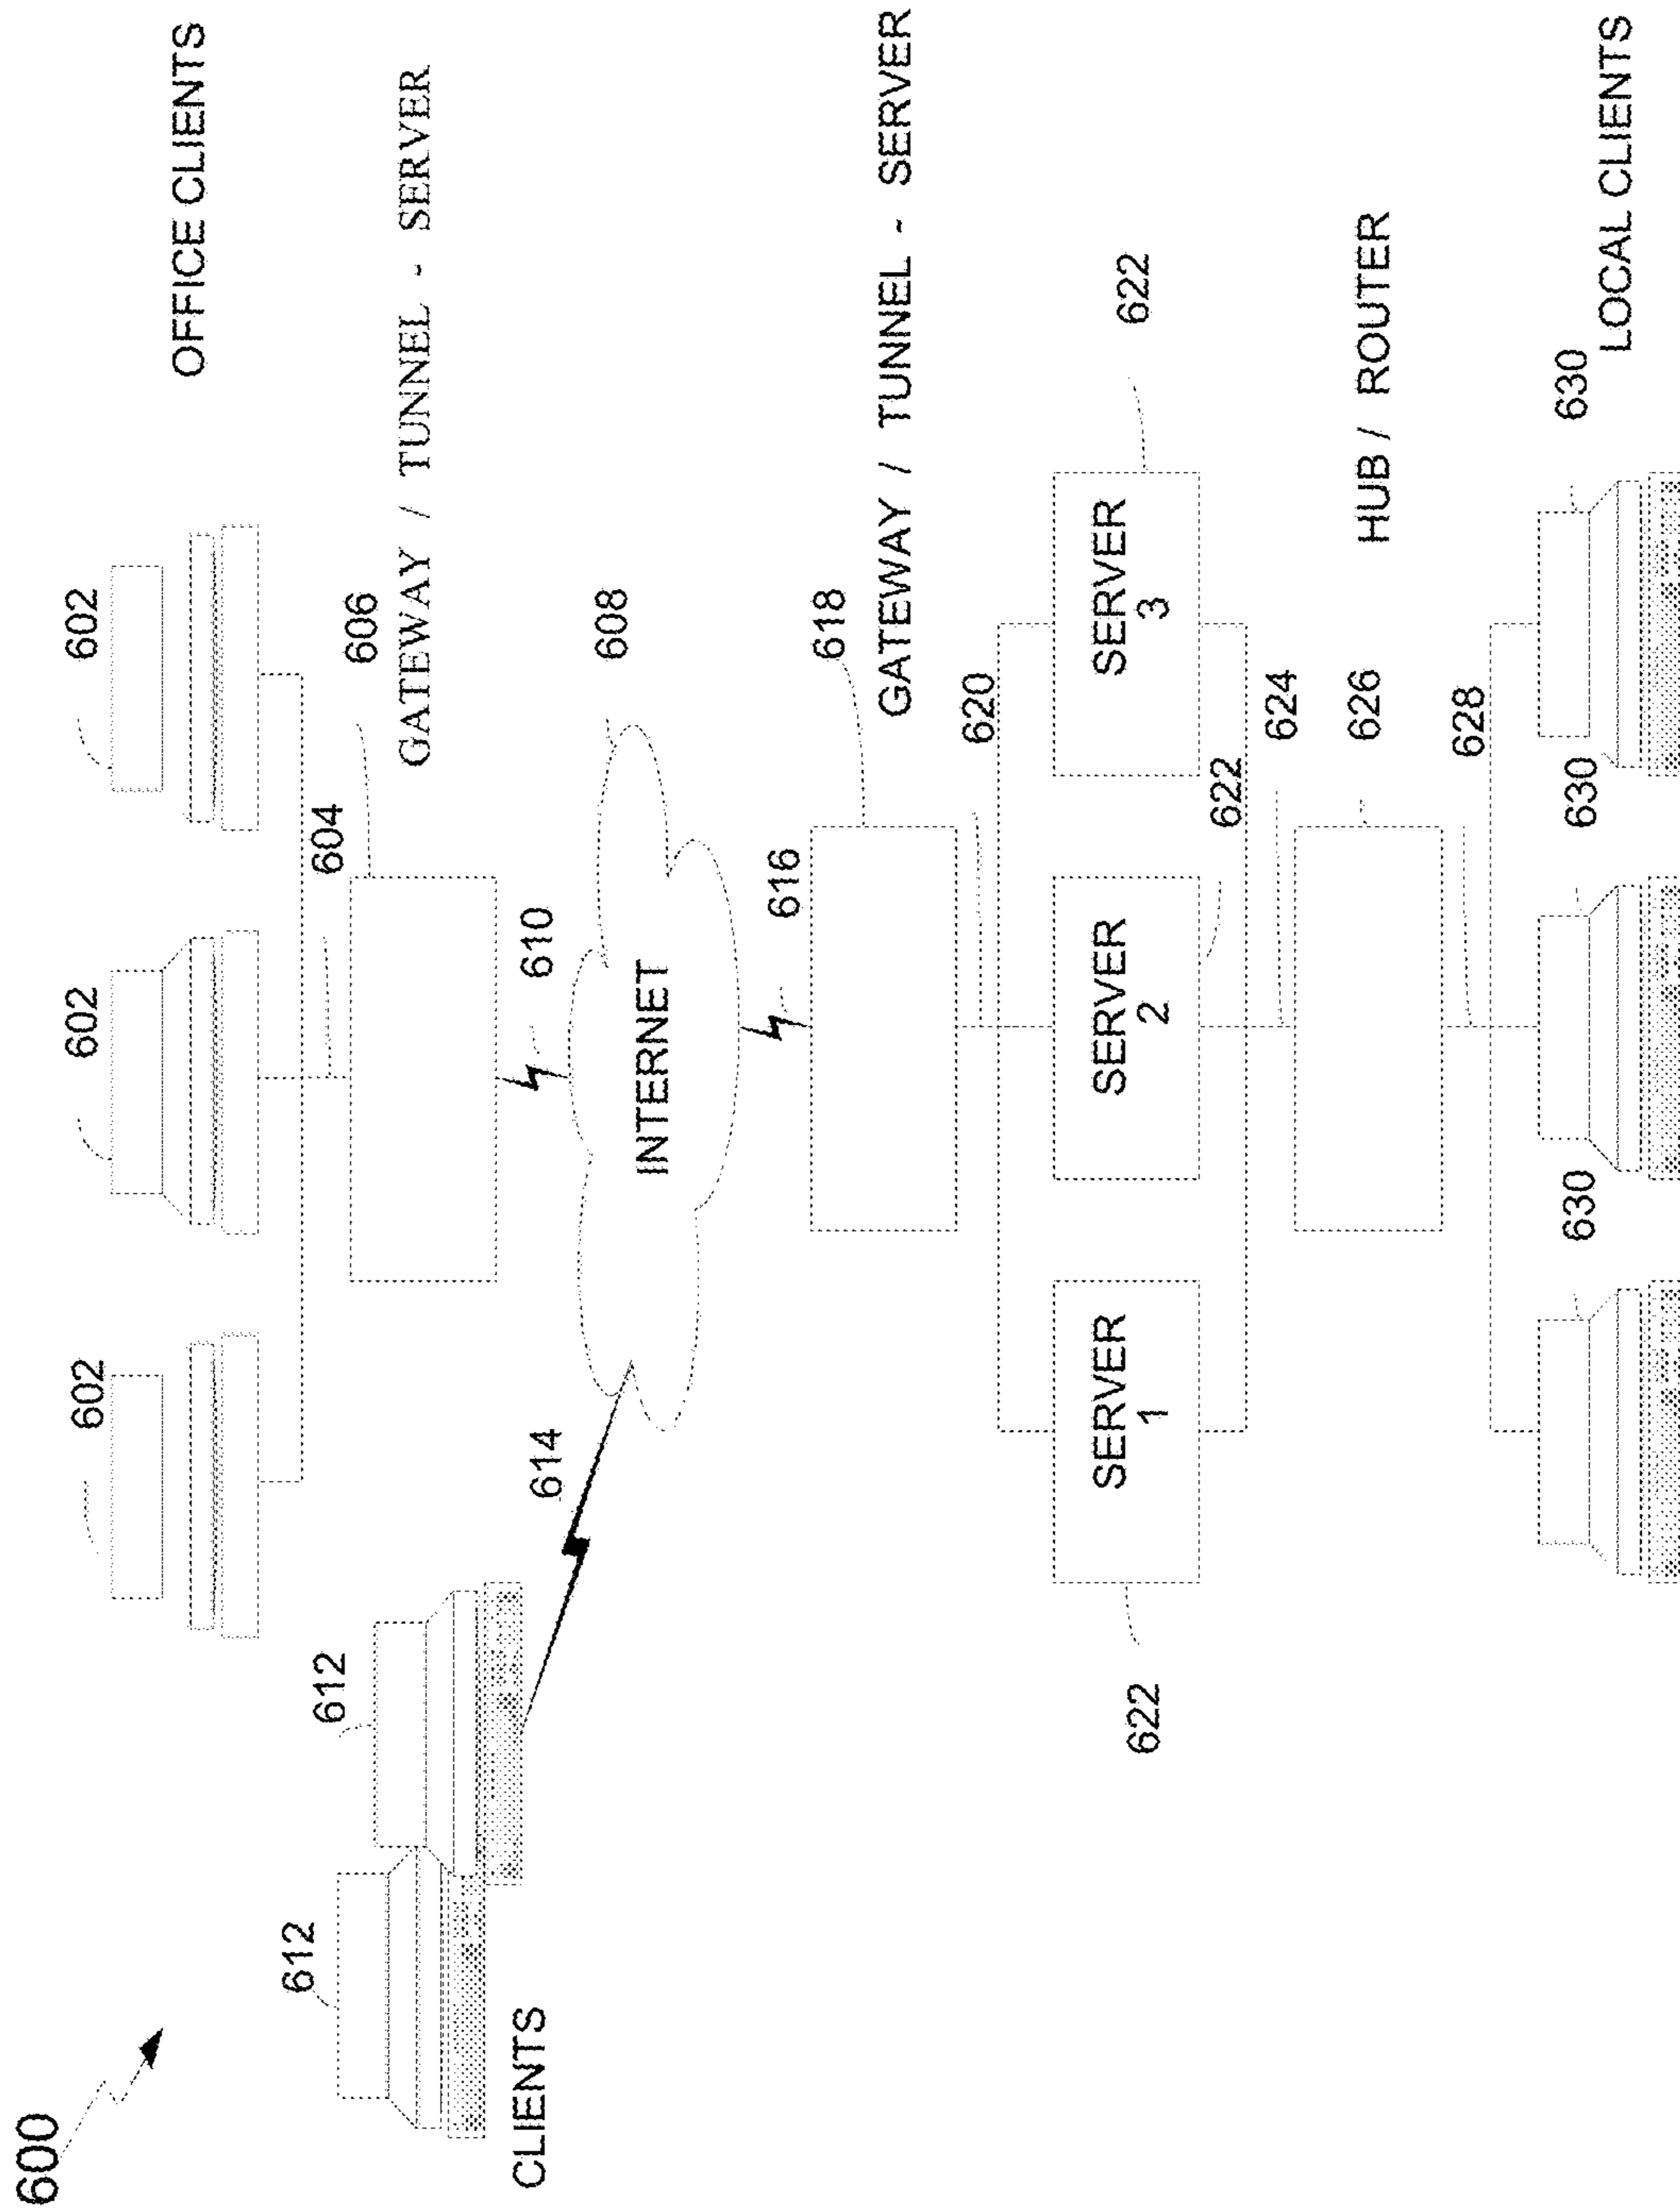 600
602
602
602
OFFICE CLIENTS
612
612
604
606
GATEWAY / TUNNEL - SERVER
CLIENTS
614
610
608
INTERNET
616
618
GATEWAY / TUNNEL - SERVER
620
622
SERVER
1
SERVER
2
SERVER
3
622
622
624
626
HUB / ROUTER
628
630
630
630
LOCAL CLIENTS